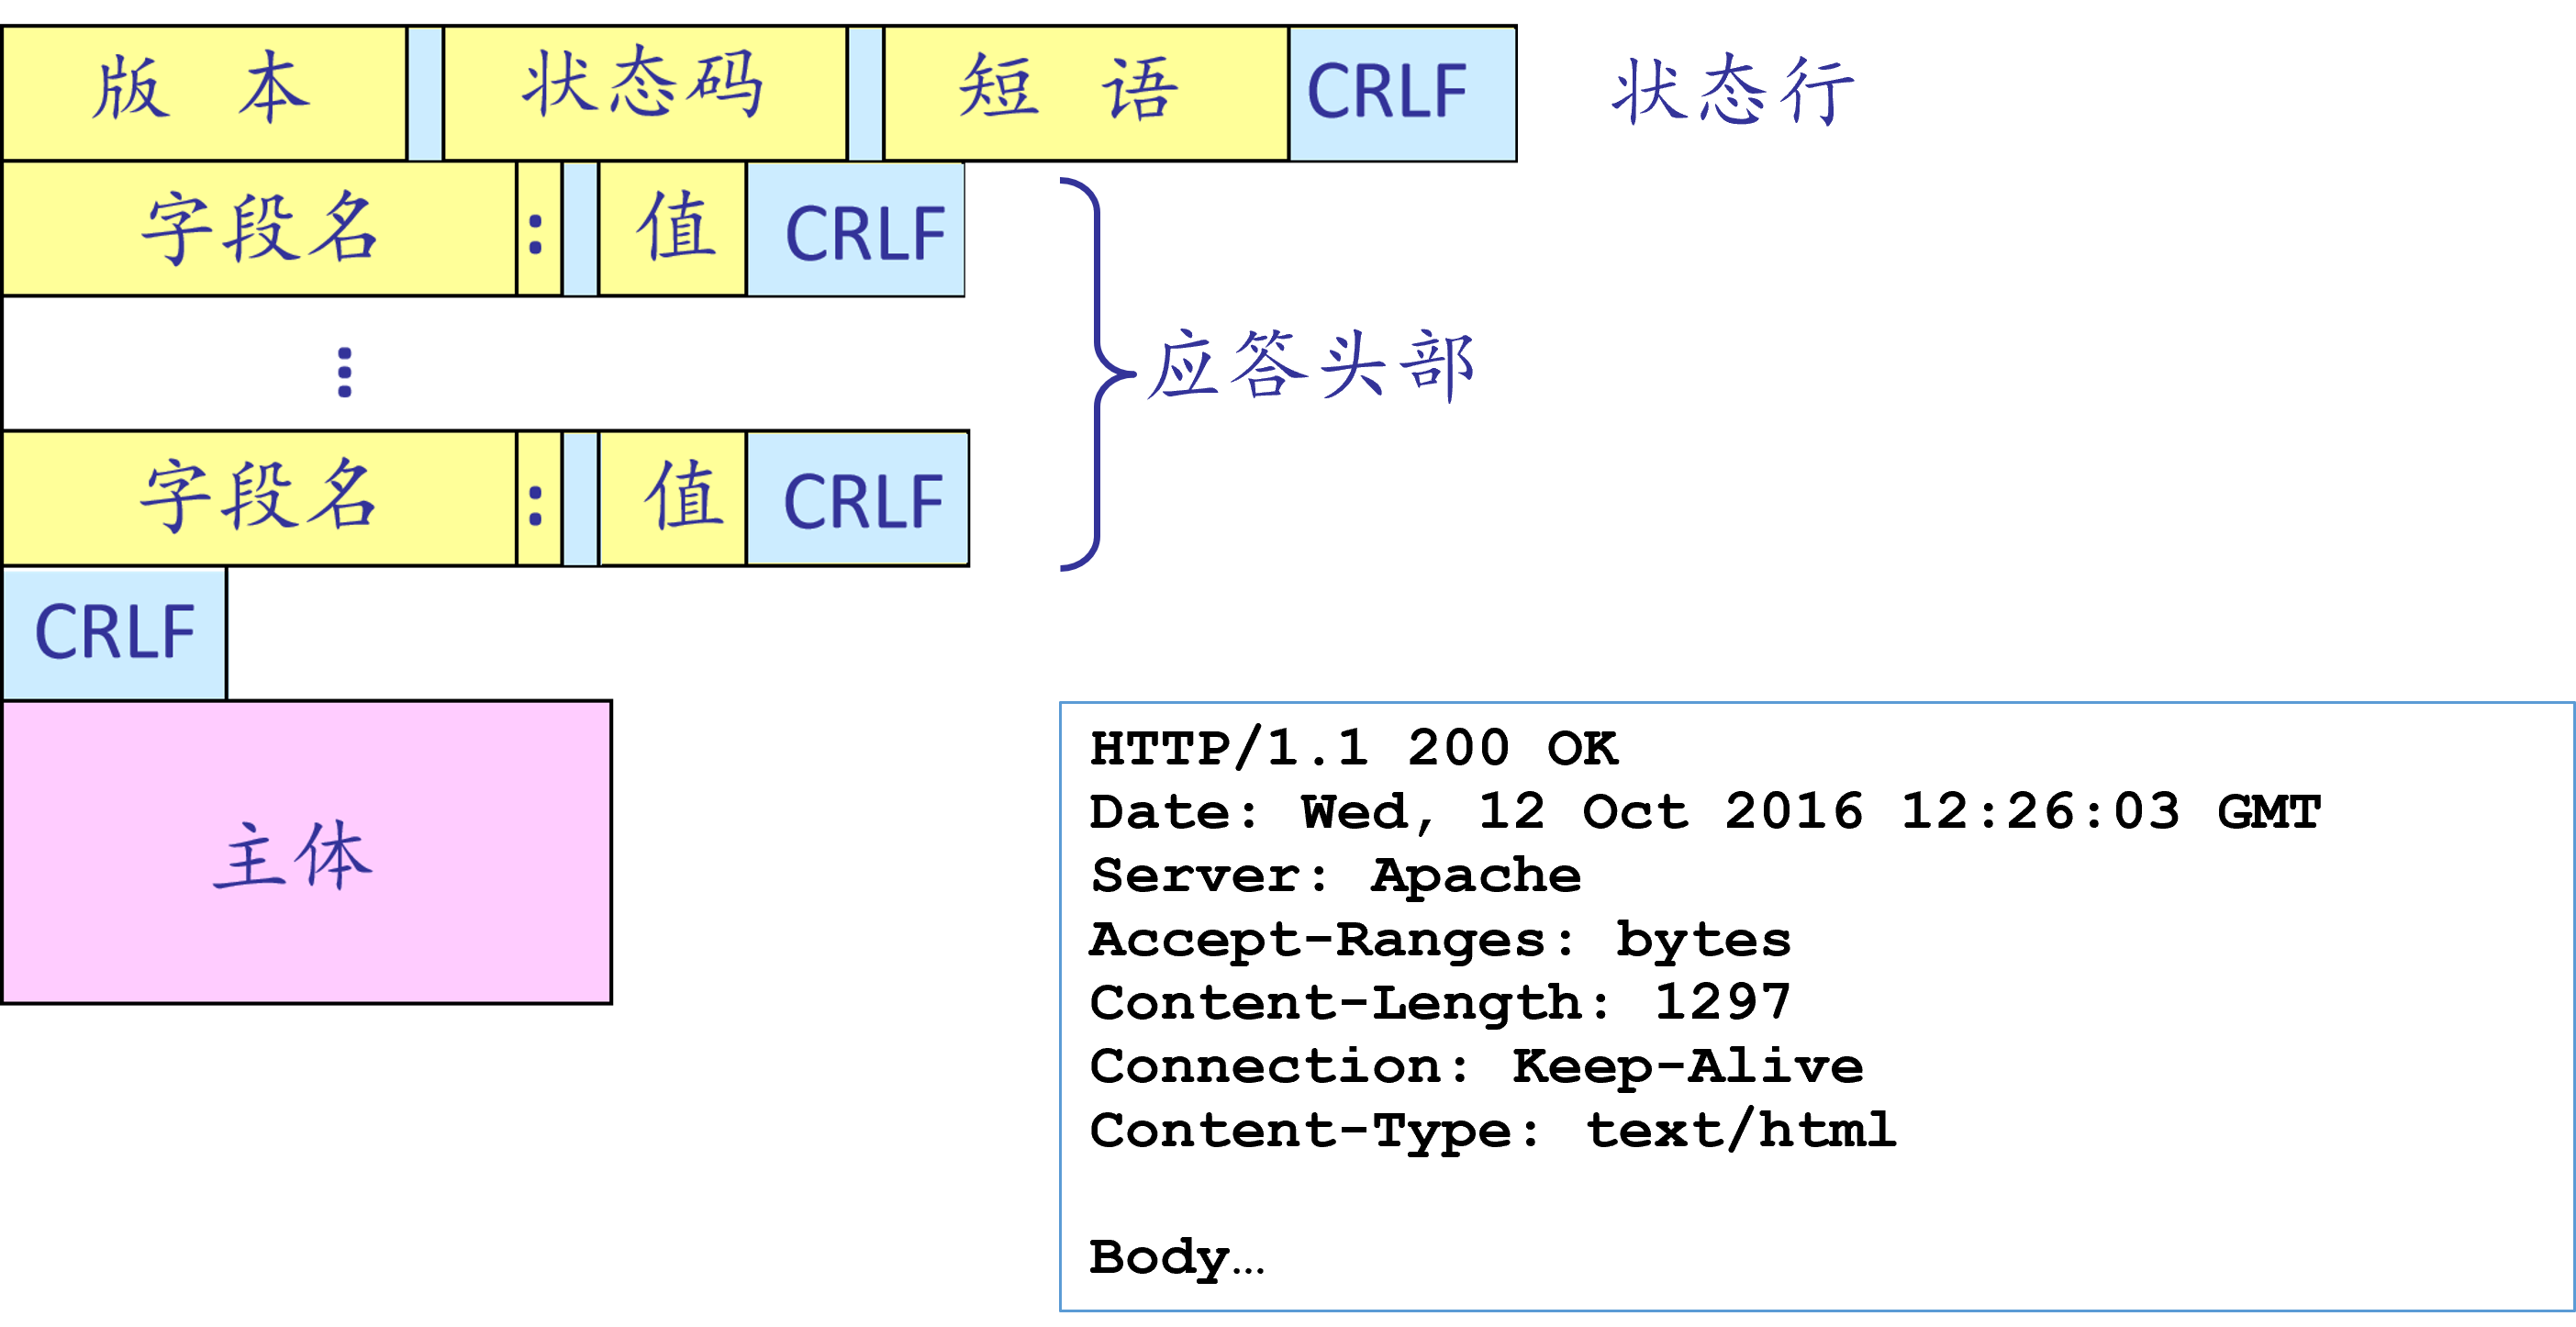 版 本 状态码 短 语 CRLF 状态行
字段名 : 值 CRLF
⋮
应答头部
字段名 : 值 CRLF
CRLF
主体
HTTP/1.1 200 OK
Date: Wed, 12 Oct 2016 12:26:03 GMT
Server: Apache
Accept-Ranges: bytes
Content-Length: 1297
Connection: Keep-Alive
Content-Type: text/html
Body…